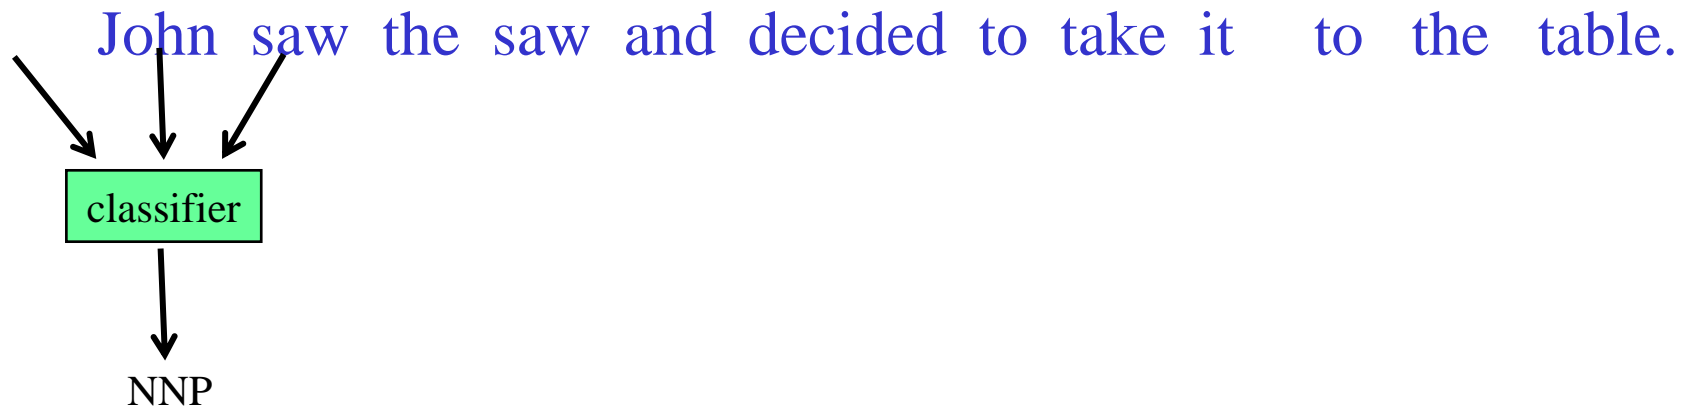 John saw the saw and decided to take it to the table.
classifier
NNP